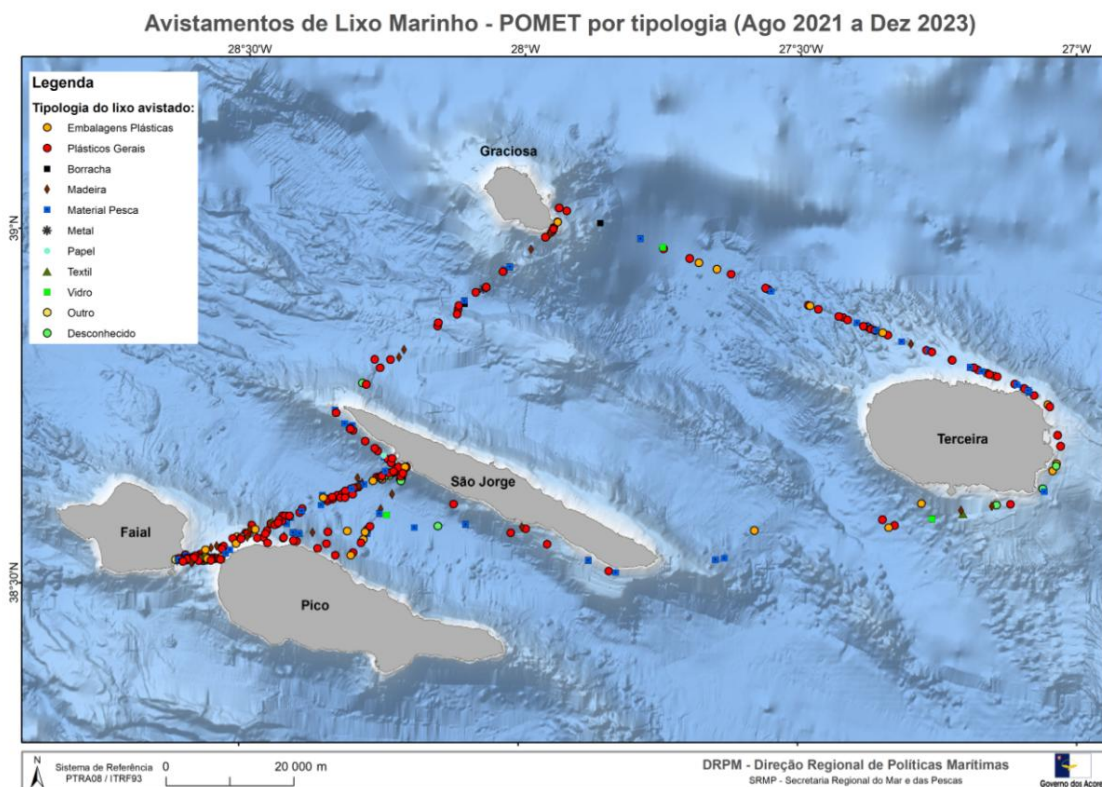 Avistamentos de Lixo Marinho - POMET por tipologia (Ago 2021 a Dez 2023)
28°30'W
28°W
27°30'W
27°W
Legenda
Tipologia do lixo avistado:
Embalagens Plásticas
Plásticos Gerais
Borracha
Madeira
Material Pesca
Metal
Papel
Textil
Vidro
Outro
Desconhecido
Graciosa
39°N
Terceira
São Jorge
Faial
38°30'N
Pico
N
Sistema de Referência
PTRA08 / ITRF93
0 20 000 m
DRPM - Direção Regional de Políticas Marítimas
SRMP - Secretaria Regional do Mar e das Pescas
Governo dos Açores